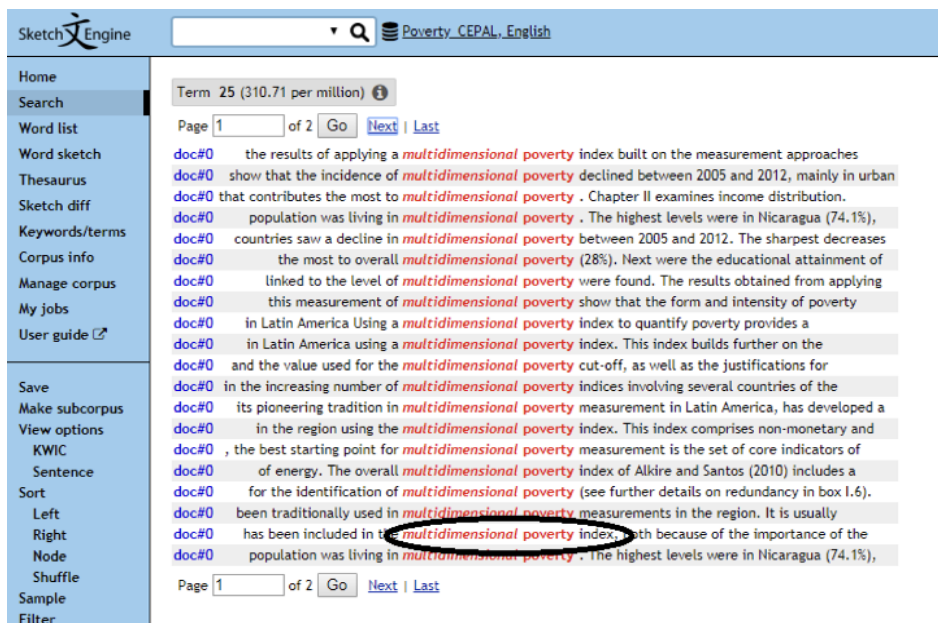 Sketch Engine
Poverty_CEPAL, English
Home
Search
Word list
Word sketch
Thesaurus
Sketch diff
Keywords/terms
Corpus info
Manage corpus
My jobs
User guide
Save
Make subcorpus
View options
KWIC
Sentence
Sort
Left
Right
Node
Shuffle
Sample
Filter
Term 25 (310.71 per million)
Page 1 of 2 Go Next | Last
doc#0 the results of applying a multidimensional poverty index built on the measurement approaches
doc#0 show that the incidence of multidimensional poverty declined between 2005 and 2012, mainly in urban
doc#0 that contributes the most to multidimensional poverty . Chapter II examines income distribution.
doc#0 population was living in multidimensional poverty . The highest levels were in Nicaragua (74.1%),
doc#0 countries saw a decline in multidimensional poverty between 2005 and 2012. The sharpest decreases
doc#0 the most to overall multidimensional poverty (28%). Next were the educational attainment of
doc#0 linked to the level of multidimensional poverty were found. The results obtained from applying
doc#0 this measurement of multidimensional poverty show that the form and intensity of poverty
doc#0 in Latin America Using a multidimensional poverty index to quantify poverty provides a
doc#0 in Latin America using a multidimensional poverty index. This index builds further on the
doc#0 and the value used for the multidimensional poverty cut-off, as well as the justifications for
doc#0 in the increasing number of multidimensional poverty indices involving several countries of the
doc#0 its pioneering tradition in multidimensional poverty measurement in Latin America, has developed a
doc#0 in the region using the multidimensional poverty index. This index comprises non-monetary and
doc#0 , the best starting point for multidimensional poverty measurement is the set of core indicators of
doc#0 of energy. The overall multidimensional poverty index of Alkire and Santos (2010) includes a
doc#0 for the identification of multidimensional poverty (see further details on redundancy in box I.6).
doc#0 been traditionally used in multidimensional poverty measurements in the region. It is usually
doc#0 has been included in the multidimensional poverty index, both because of the importance of the
doc#0 population was living in multidimensional poverty . The highest levels were in Nicaragua (74.1%),
Page 1 of 2 Go Next | Last